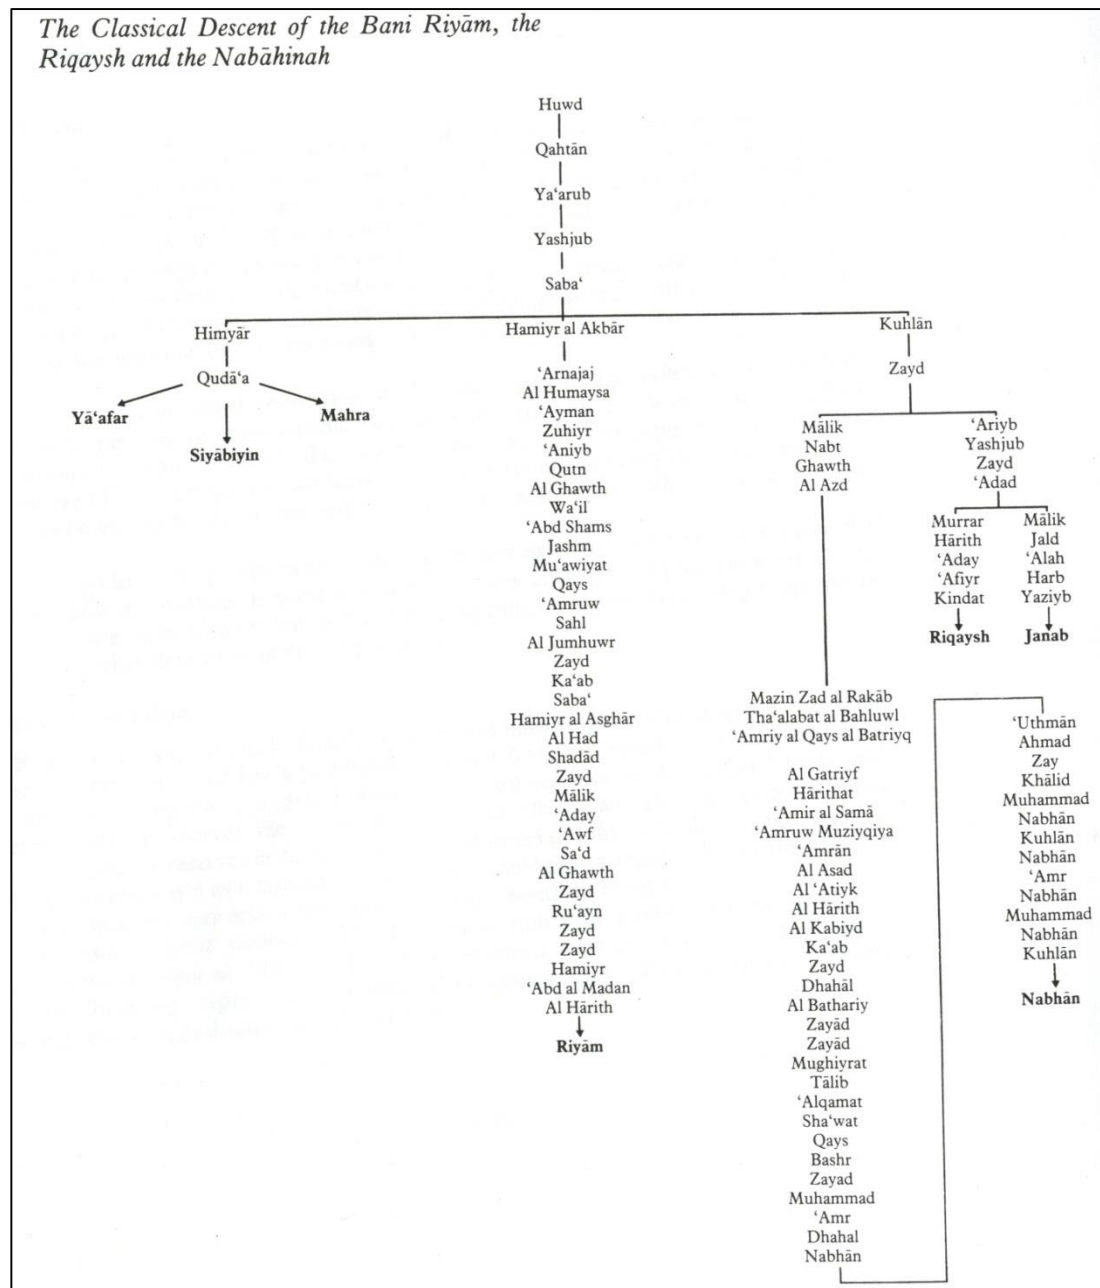 The Classical Descent of the Bani Riyām, the
Riqaysh and the Nabāhinah
Huwd
Qahtān
Ya‘arub
Yashjub
Saba‘
Himyār
Hamiyr al Akbār
Kuhlān
Qudā‘a
Yā‘afar
Siyābiyin
Mahra
‘Arnajaj
Al Humaysa
‘Ayman
Zuhiyr
‘Aniyb
Qutn
Al Ghawth
Wa‘il
‘Abd Shams
Jashm
Mu‘awiyat
Qays
‘Amruw
Sahl
Al Jumhuwr
Zayd
Ka‘ab
Saba‘
Hamiyr al Asghār
Al Had
Shadād
Zayd
Mālik
‘Aday
‘Awf
Sa‘d
Al Ghawth
Zayd
Ru‘ayn
Zayd
Zayd
Hamiyr
‘Abd al Madan
Al Hārith
Riyām
Zayd
Mālik
Nabt
Ghawth
Al Azd
‘Ariyb
Yashjub
Zayd
‘Adad
Murrar
Hārith
‘Aday
‘Afiyr
Kindat
Riqaysh
Mālik
Jald
‘Alah
Harb
Yaziyb
Janab
Mazin Zad al Rakāb
Tha‘alabat al Bahluwl
‘Amriy al Qays al Batriyq
Al Gatriyf
Hārithat
‘Amir al Samā
‘Amruw Muziyqiya
‘Amrān
Al Asad
Al ‘Atiyk
Al Hārith
Al Kabiyd
Ka‘ab
Zayd
Dhahāl
Al Bathariy
Zayād
Zayād
Mughiyrat
Tālib
‘Alqamat
Sha‘wat
Qays
Bashr
Zayad
Muhammad
‘Amr
Dhahal
Nabhān
‘Uthmān
Ahmad
Zay
Khālid
Muhammad
Nabhān
Kuhlān
Nabhān
‘Amr
Nabhān
Muhammad
Nabhān
Kuhlān
Nabhān